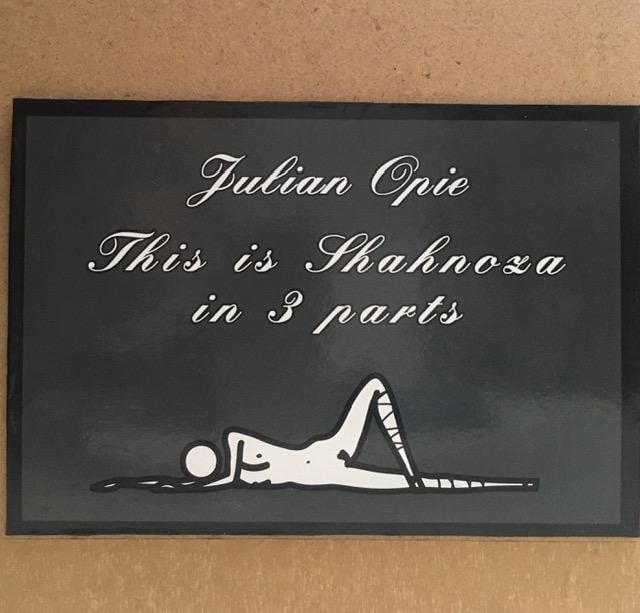 Julian Opie
This is Shahnoza
in 3 parts